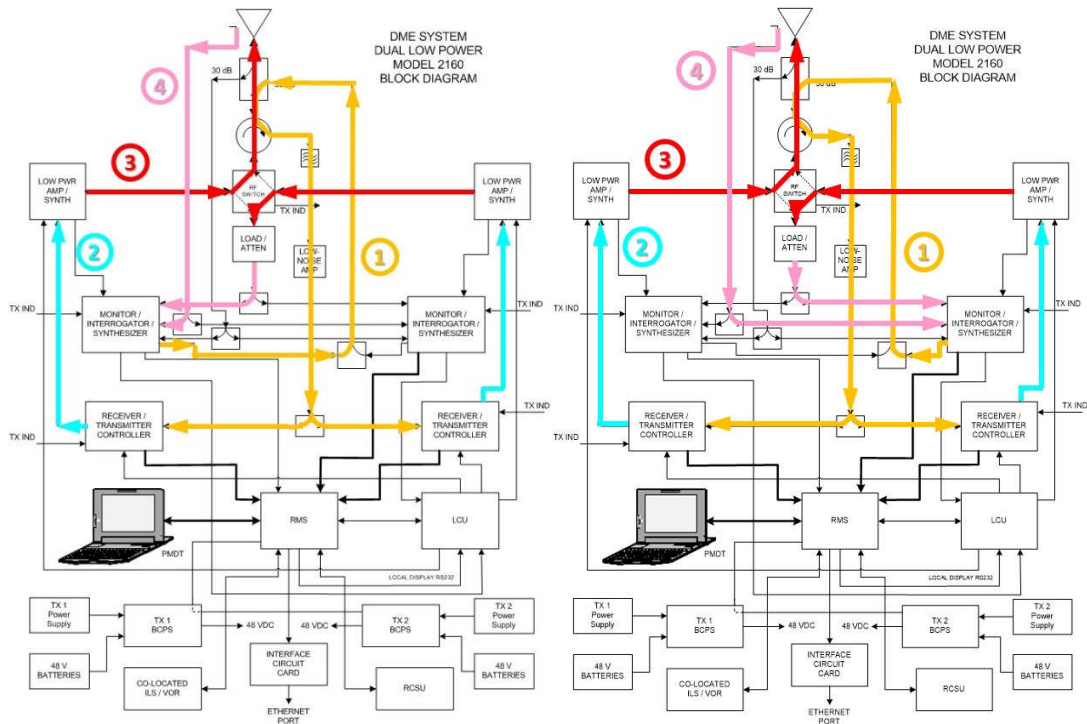 DME SYSTEM
DUAL LOW POWER
MODEL 2160
BLOCK DIAGRAM
30 dB
4
3
LOW PWR
AMP /
SYNTH
RF
SWITCH
TX IND
LOW PWR
AMP /
SYNTH
2
LOAD /
ATTEN
LOW-
NOISE
AMP
1
TX IND
MONITOR /
INTERROGATOR /
SYNTHESIZER
MONITOR /
INTERROGATOR /
SYNTHESIZER
TX IND
TX IND
RECEIVER /
TRANSMITTER
CONTROLLER
RECEIVER /
TRANSMITTER
CONTROLLER
TX IND
PMDT
RMS
LCU
LOCAL DISPLAY RS232
TX 1
Power
Supply
TX 1
BCPS
48 VDC
48 VDC
TX 2
BCPS
TX 2
Power
Supply
48 V
BATTERIES
48 V
BATTERIES
INTERFACE
CIRCUIT
CARD
CO-LOCATED
ILS / VOR
RCSU
ETHERNET
PORT
DME SYSTEM
DUAL LOW POWER
MODEL 2160
BLOCK DIAGRAM
30 dB
4
3
LOW PWR
AMP /
SYNTH
RF
SWITCH
TX IND
LOW PWR
AMP /
SYNTH
2
LOAD /
ATTEN
LOW-
NOISE
AMP
1
TX IND
MONITOR /
INTERROGATOR /
SYNTHESIZER
MONITOR /
INTERROGATOR /
SYNTHESIZER
TX IND
TX IND
RECEIVER /
TRANSMITTER
CONTROLLER
RECEIVER /
TRANSMITTER
CONTROLLER
TX IND
PMDT
RMS
LCU
LOCAL DISPLAY RS232
TX 1
Power
Supply
TX 1
BCPS
48 VDC
48 VDC
TX 2
BCPS
TX 2
Power
Supply
48 V
BATTERIES
48 V
BATTERIES
INTERFACE
CIRCUIT
CARD
CO-LOCATED
ILS / VOR
RCSU
ETHERNET
PORT